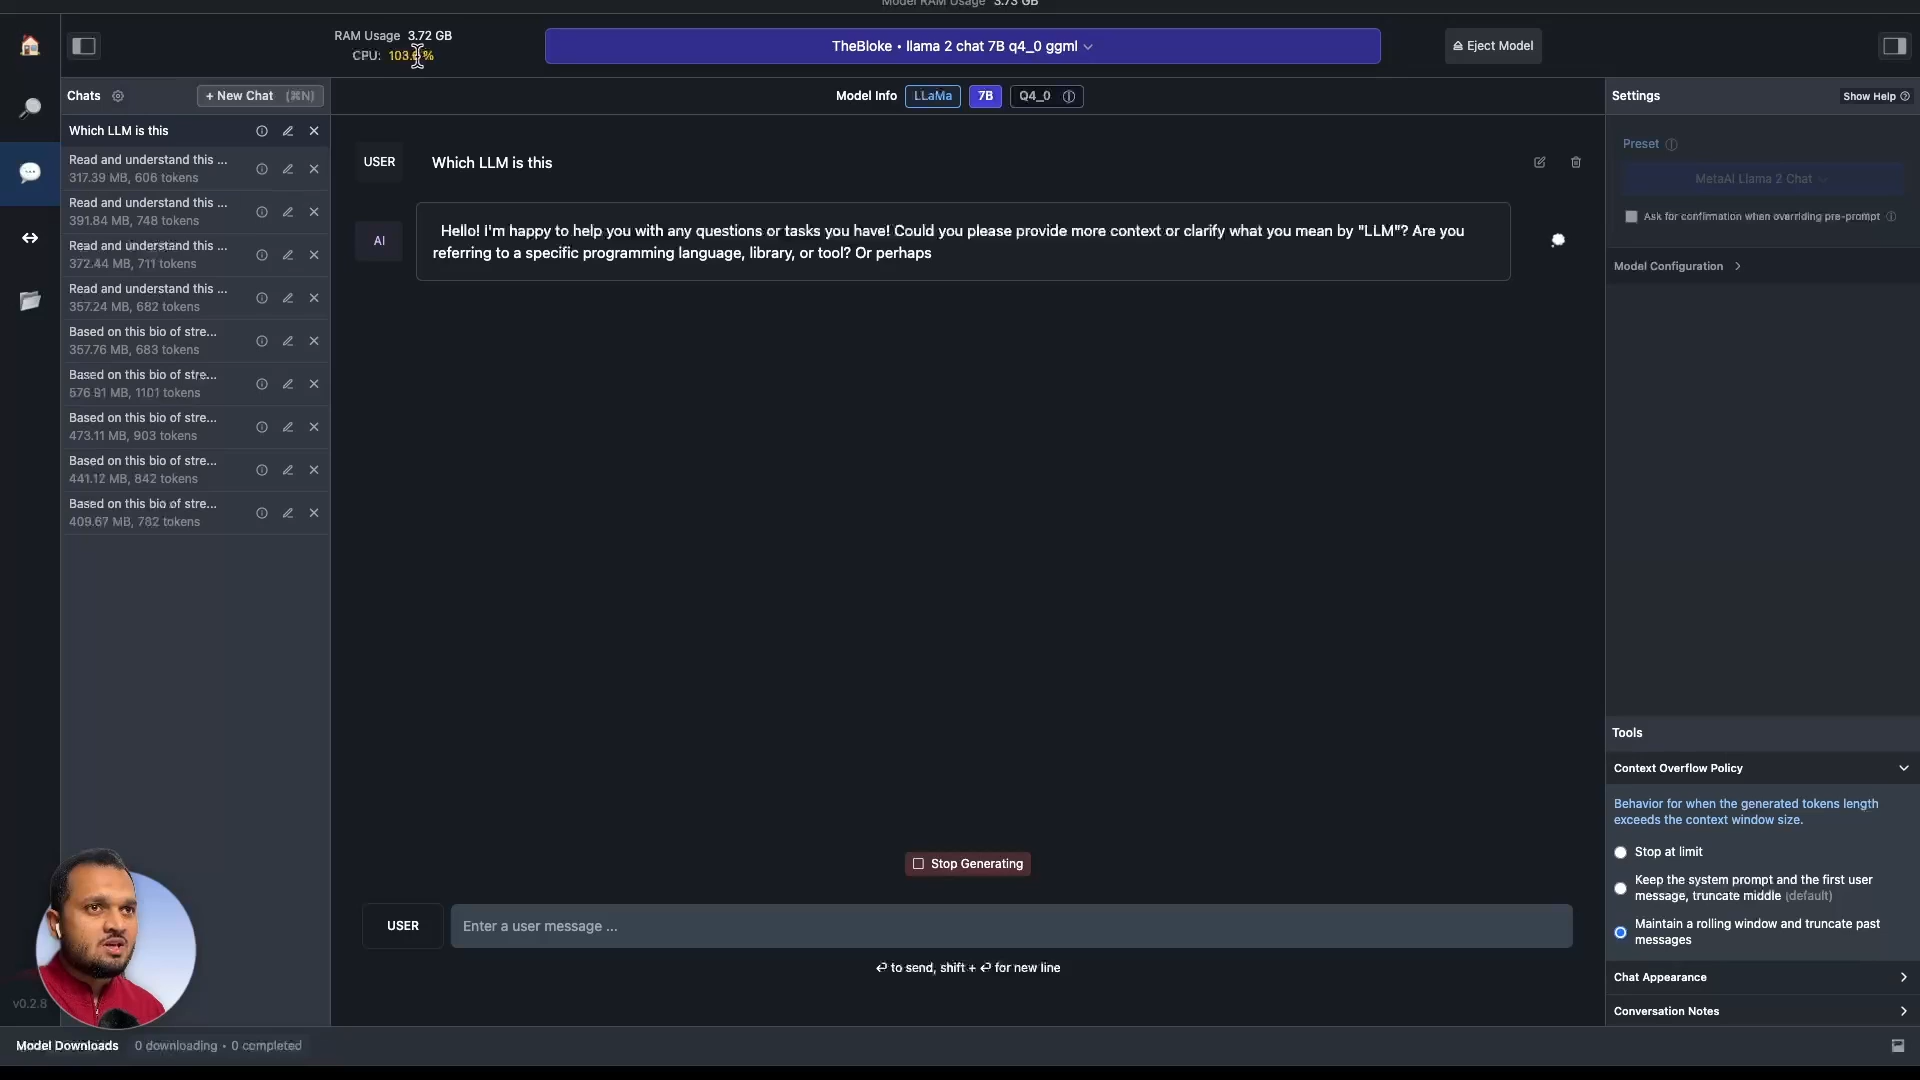 Model RAM Usage 3.73 GB
RAM Usage 3.72 GB
CPU: %
TheBloke • llama 2 chat 7B q4_0 ggml
Eject Model
Chats
+ New Chat (⌘N)
Model Info LLaMa 7B Q4_0
Settings
Show Help
Which LLM is this
Read and understand this ...
317.39 MB, 606 tokens
Read and understand this ...
391.84 MB, 748 tokens
Read and understand this ...
372.44 MB, 711 tokens
Read and understand this ...
357.24 MB, 682 tokens
Based on this bio of stre...
357.76 MB, 683 tokens
Based on this bio of stre...
576.91 MB, 1101 tokens
Based on this bio of stre...
473.11 MB, 903 tokens
Based on this bio of stre...
441.12 MB, 842 tokens
Based on this bio of stre...
409.67 MB, 782 tokens
USER
Which LLM is this
AI
Hello! I'm happy to help you with any questions or tasks you have! Could you please provide more context or clarify what you mean by "LLM"? Are you
referring to a specific programming language, library, or tool? Or perhaps
Stop Generating
USER
Enter a user message ...
↩ to send, shift + ↩ for new line
Preset
MetaAI Llama 2 Chat
Ask for confirmation when overriding pre-prompt
Model Configuration
Tools
Context Overflow Policy
Behavior for when the generated tokens length
exceeds the context window size.
Stop at limit
Keep the system prompt and the first user
message, truncate middle (default)
Maintain a rolling window and truncate past
messages
Chat Appearance
Conversation Notes
v0.2.8
Model Downloads 0 downloading • 0 completed